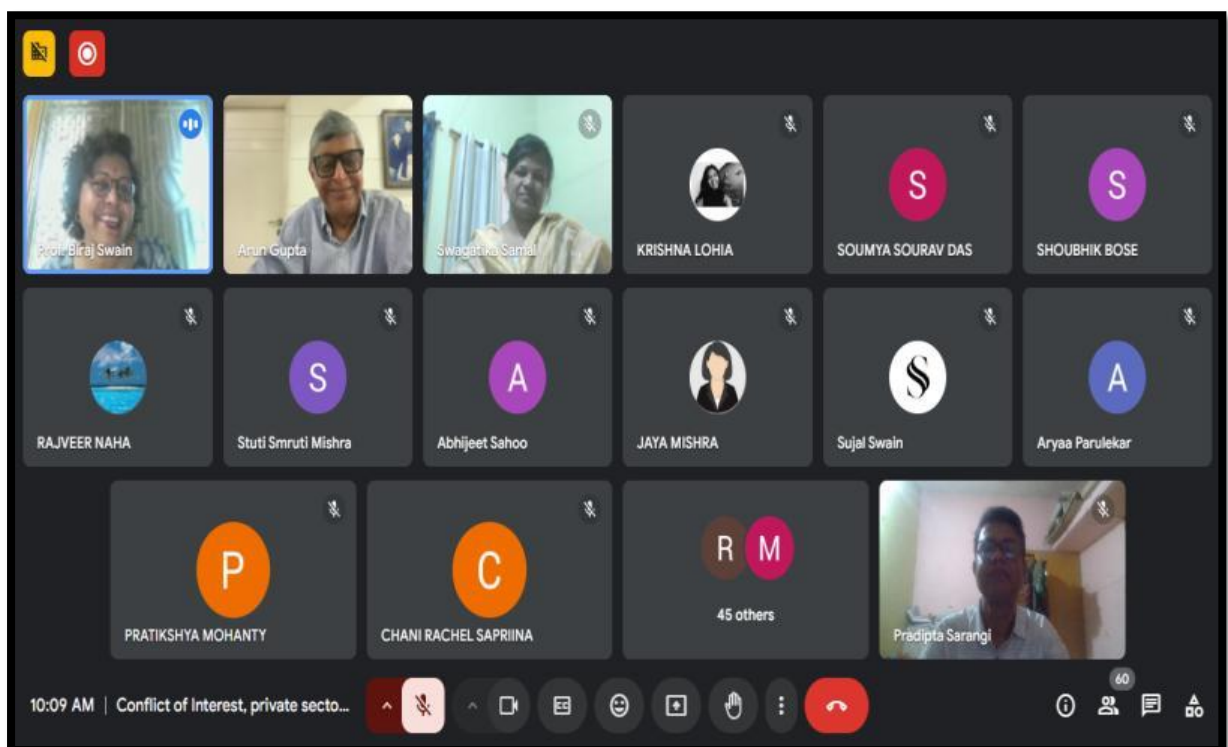 Prof. Biraj Swain
Arun Gupta
Swagatika Samal
KRISHNA LOHIA
S
SOUMYA SOURAV DAS
S
SHOUBHIK BOSE
RAJVEER NAHA
S
Stuti Smruti Mishra
A
Abhijeet Sahoo
JAYA MISHRA
S
Sujal Swain
A
Aryaa Parulekar
P
PRATIKSHYA MOHANTY
C
CHANI RACHEL SAPRIINA
R M
45 others
Pradipta Sarangi
10:09 AM | Conflict of Interest, private secto...
CC
60